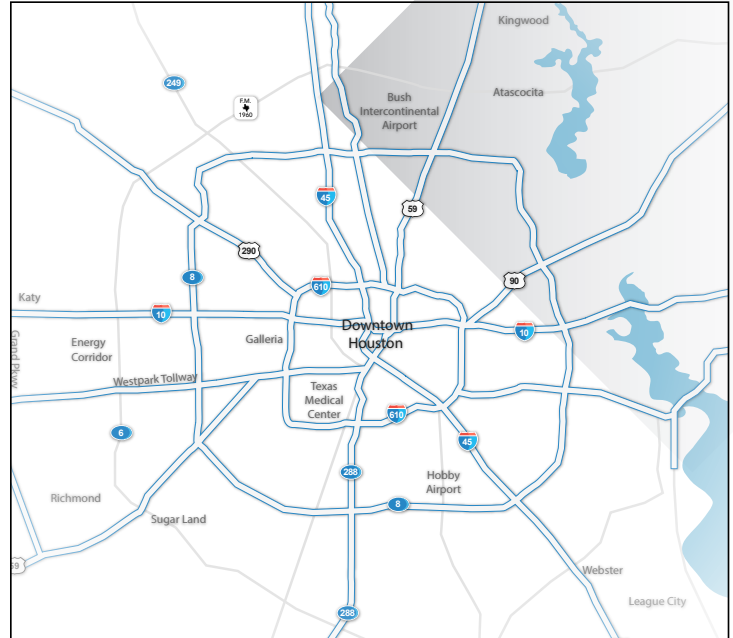 Kingwood
249
Atascocita
Bush
Intercontinental
Airport
F.M.
1960
45
59
290
90
8
610
Katy
10
Downtown
Houston
10
Grand Pkwy
Energy
Corridor
Galleria
Westpark Tollway
Texas
Medical
Center
610
6
45
288
Hobby
Airport
Richmond
8
Sugar Land
Webster
288
League City